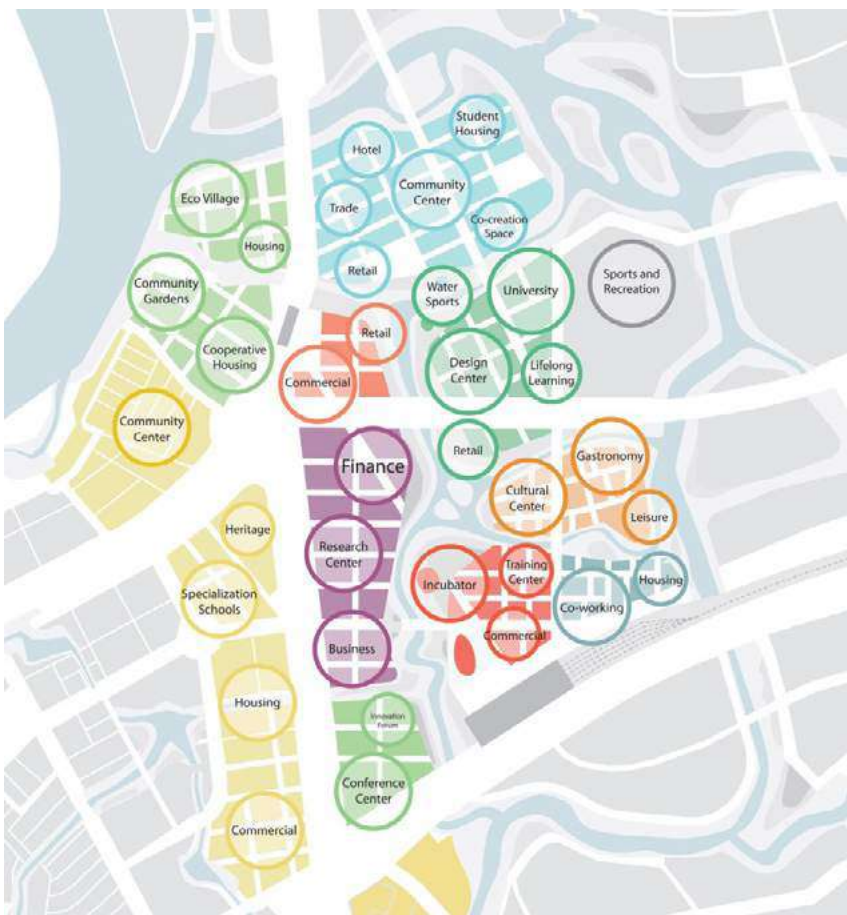 Student
Housing
Hotel
Community
Center
Eco Village
Trade
Co-creation
Space
Housing
Retail
Water
Sports
University
Sports and
Recreation
Community
Gardens
Retail
Cooperative
Housing
Design
Center
Lifelong
Learning
Commercial
Community
Center
Retail
Gastronomy
Finance
Cultural
Center
Leisure
Heritage
Research
Center
Training
Center
Incubator
Housing
Specialization
Schools
Co-working
Commercial
Business
Housing
Innovation
Forum
Conference
Center
Commercial